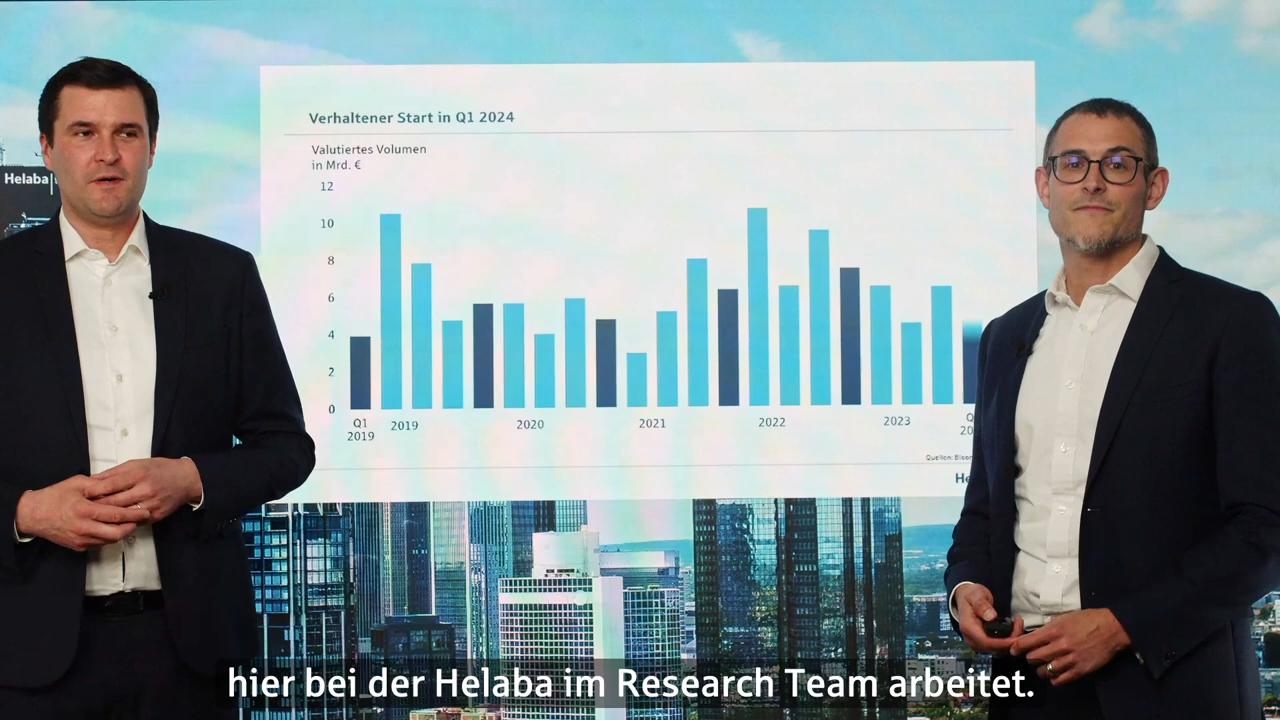 Helaba
Verhaltener Start in Q1 2024
Valutiertes Volumen
in Mrd. €
12
10
8
6
4
2
0
Q1
2019
2019
2020
2021
2022
2023
Quellen:
hier bei der Helaba im Research Team arbeitet.